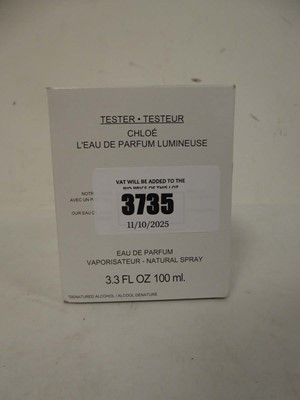 TESTER • TESTEUR
CHLOÉ
L'EAU DE PARFUM LUMINEUSE
VAT WILL BE ADDED TO THE
3735
11/10/2025
EAU DE PARFUM
VAPORISATEUR - NATURAL SPRAY
3.3 FL OZ 100 ml.
DENATURED ALCOHOL / ALCOOL DÉNATURÉ